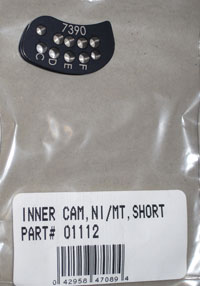 7390
C D E F
INNER CAM,NI/MT,SHORT
PART# 01112
0 42958 47089 4